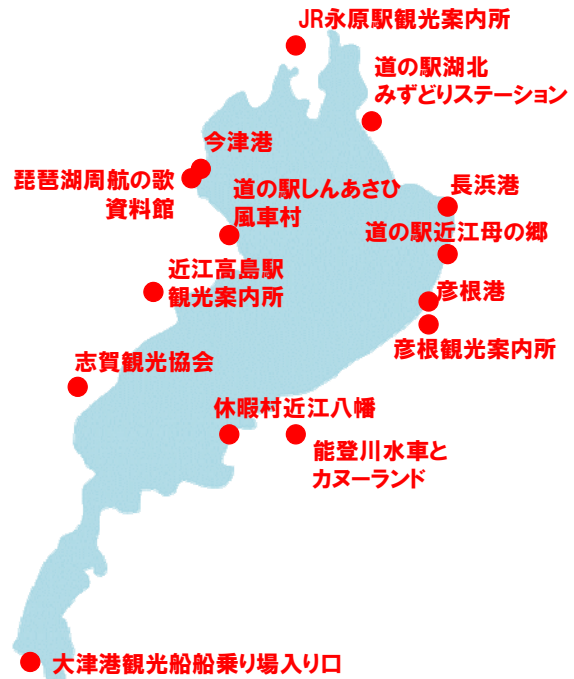 JR永原駅観光案内所
道の駅湖北
みずどりステーション
今津港
琵琶湖周航の歌
資料館
道の駅しんあさひ
風車村
長浜港
道の駅近江母の郷
近江高島駅
観光案内所
彦根港
彦根観光案内所
志賀観光協会
休暇村近江八幡
能登川水車と
カヌーランド
大津港観光船船乗り場入り口